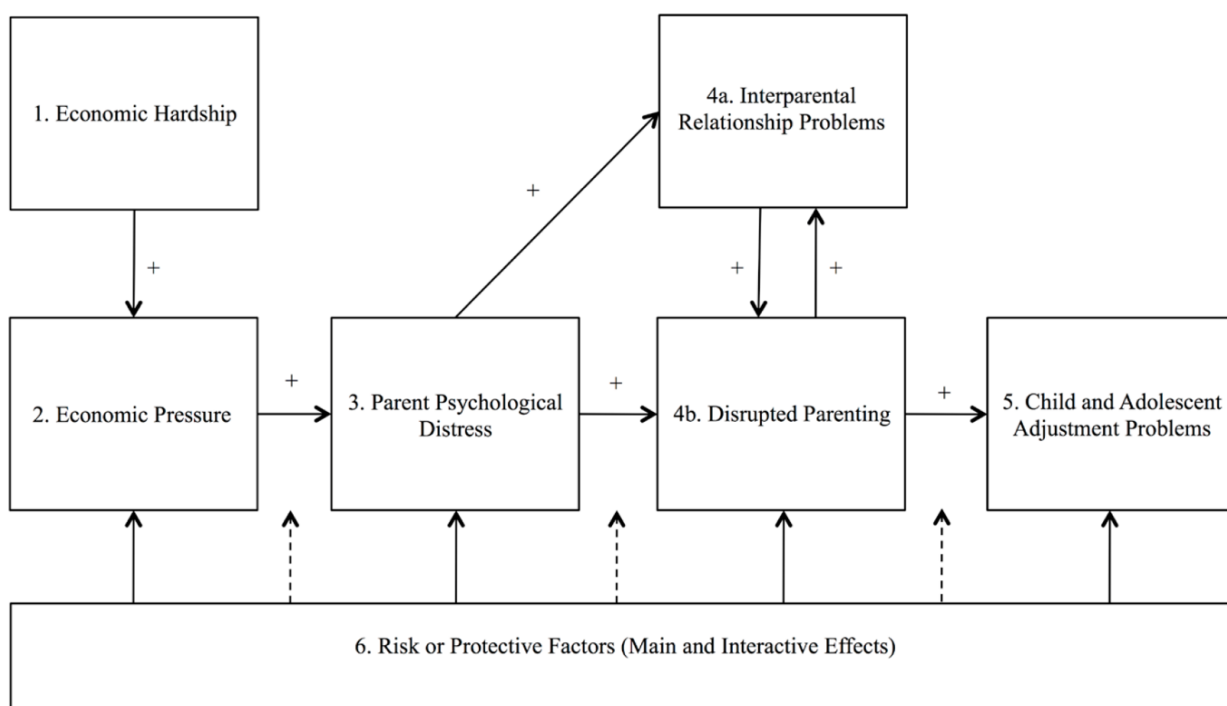 1. Economic Hardship
4a. Interparental
Relationship Problems
+
+
+
+
2. Economic Pressure
+
3. Parent Psychological
Distress
+
4b. Disrupted Parenting
+
5. Child and Adolescent
Adjustment Problems
6. Risk or Protective Factors (Main and Interactive Effects)